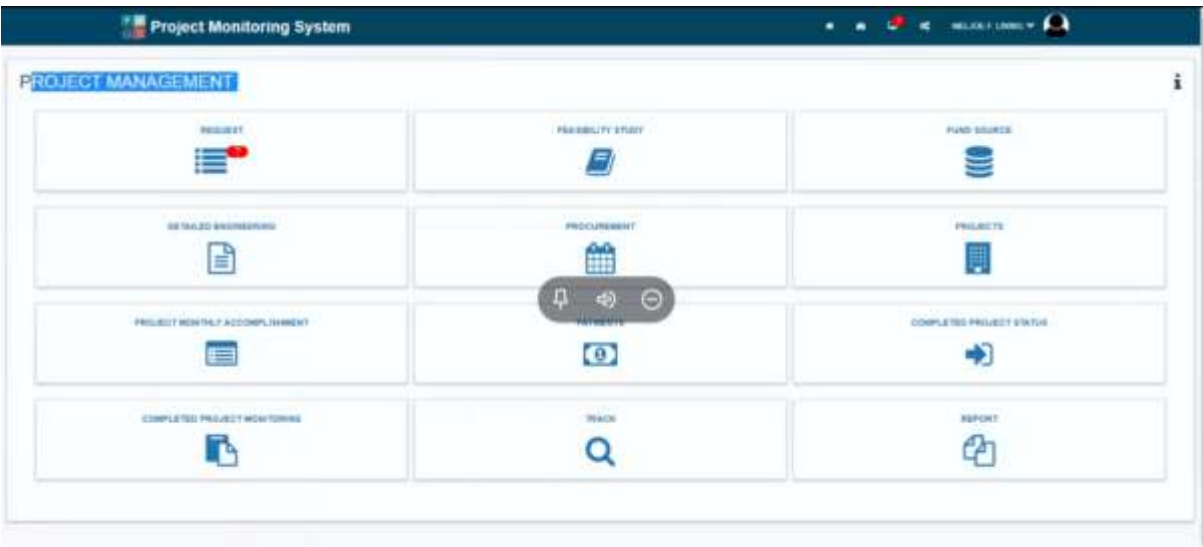 Project Monitoring System
PROJECT MANAGEMENT
REQUEST
FEASIBILITY STUDY
FUND SOURCE
DETAILED ENGINEERING
PROCUREMENT
PROJECTS
PROJECT MONTHLY ACCOMPLISHMENT
PAYMENTS
COMPLETED PROJECT STATUS
COMPLETED PROJECT MONITORING
TRACK
REPORT